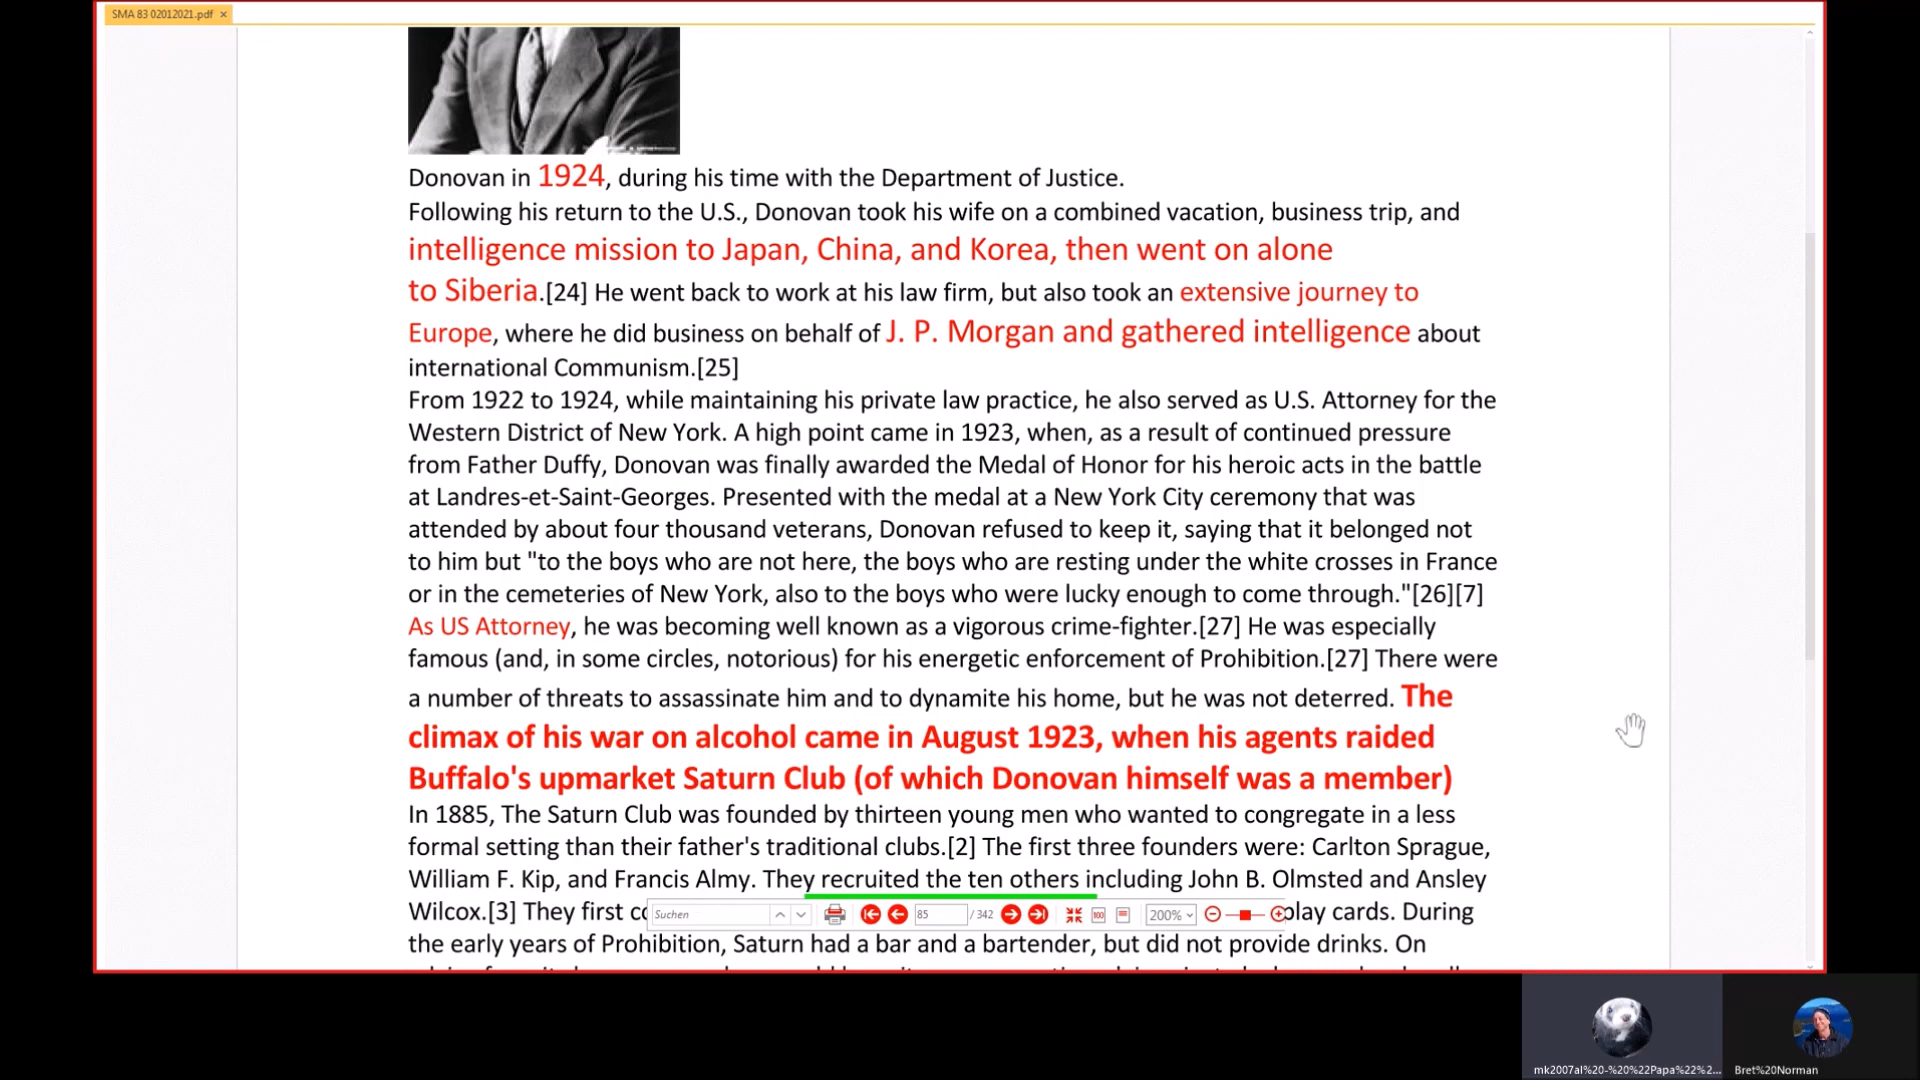 SMA 83 02012021.pdf ×
Donovan in 1924, during his time with the Department of Justice.
Following his return to the U.S., Donovan took his wife on a combined vacation, business trip, and
intelligence mission to Japan, China, and Korea, then went on alone
to Siberia.[24] He went back to work at his law firm, but also took an extensive journey to
Europe, where he did business on behalf of J. P. Morgan and gathered intelligence about
international Communism.[25]
From 1922 to 1924, while maintaining his private law practice, he also served as U.S. Attorney for the
Western District of New York. A high point came in 1923, when, as a result of continued pressure
from Father Duffy, Donovan was finally awarded the Medal of Honor for his heroic acts in the battle
at Landres-et-Saint-Georges. Presented with the medal at a New York City ceremony that was
attended by about four thousand veterans, Donovan refused to keep it, saying that it belonged not
to him but "to the boys who are not here, the boys who are resting under the white crosses in France
or in the cemeteries of New York, also to the boys who were lucky enough to come through."[26][7]
As US Attorney, he was becoming well known as a vigorous crime-fighter.[27] He was especially
famous (and, in some circles, notorious) for his energetic enforcement of Prohibition.[27] There were
a number of threats to assassinate him and to dynamite his home, but he was not deterred. The
climax of his war on alcohol came in August 1923, when his agents raided
Buffalo's upmarket Saturn Club (of which Donovan himself was a member)
In 1885, The Saturn Club was founded by thirteen young men who wanted to congregate in a less
formal setting than their father's traditional clubs.[2] The first three founders were: Carlton Sprague,
William F. Kip, and Francis Almy. They recruited the ten others including John B. Olmsted and Ansley
Wilcox.[3] They first play cards. During
Suchen 85 / 342 100 200%
the early years of Prohibition, Saturn had a bar and a bartender, but did not provide drinks. On
mk2007al%20-%20%22Papa%22%2...
Bret%20Norman